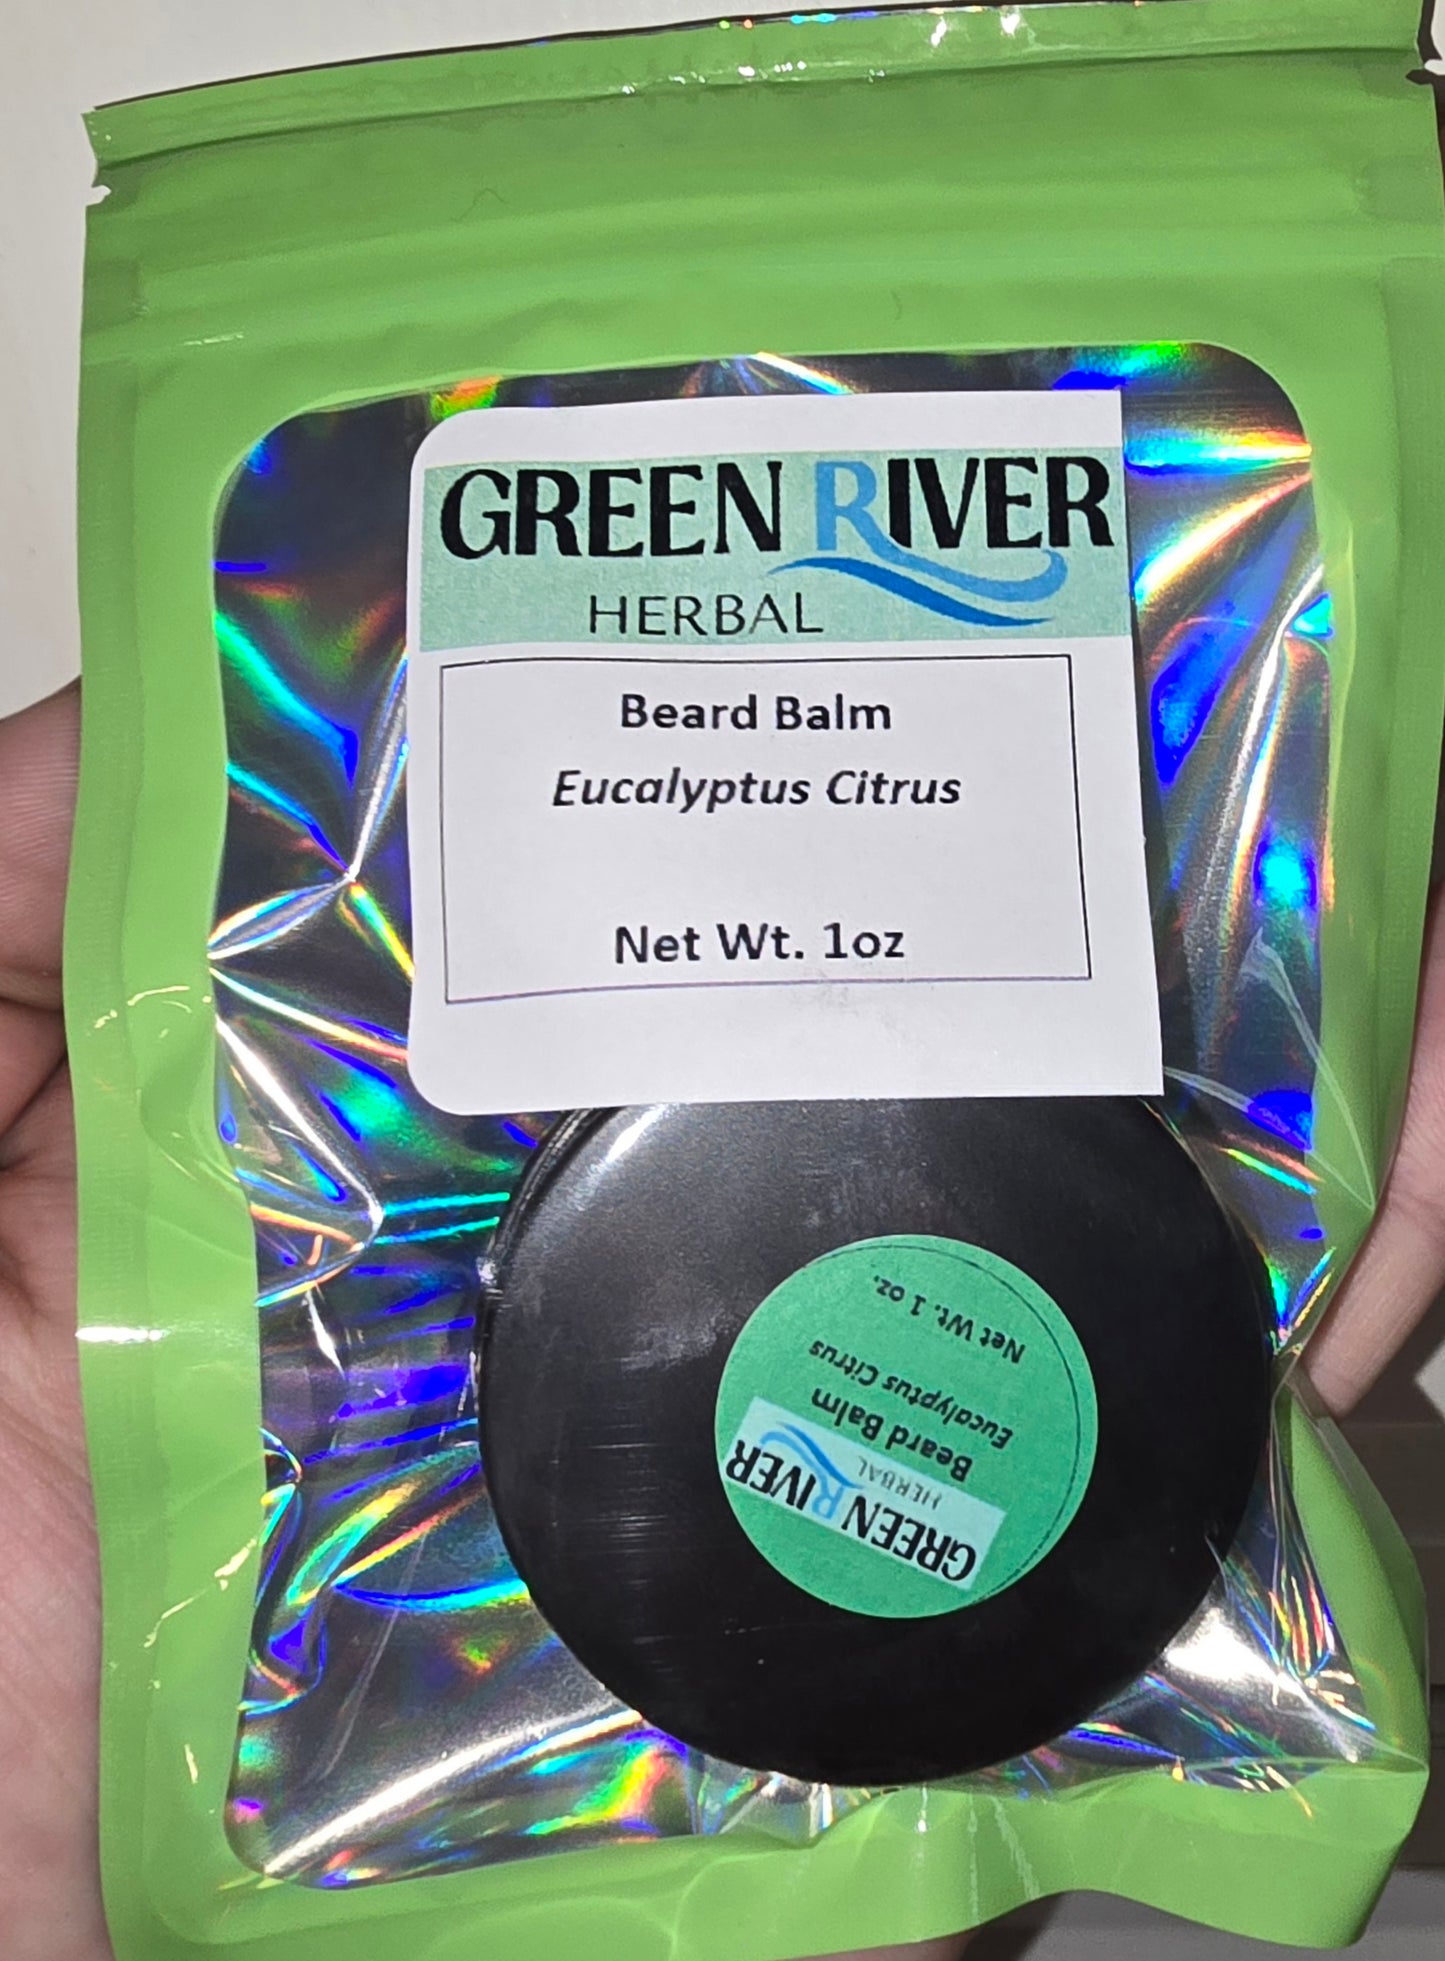 GREEN RIVER
HERBAL
Beard Balm
Eucalyptus Citrus
Net Wt. 1oz
GREEN RIVER
HERBAL
Beard Balm
Eucalyptus Citrus
Net Wt. 1 oz.